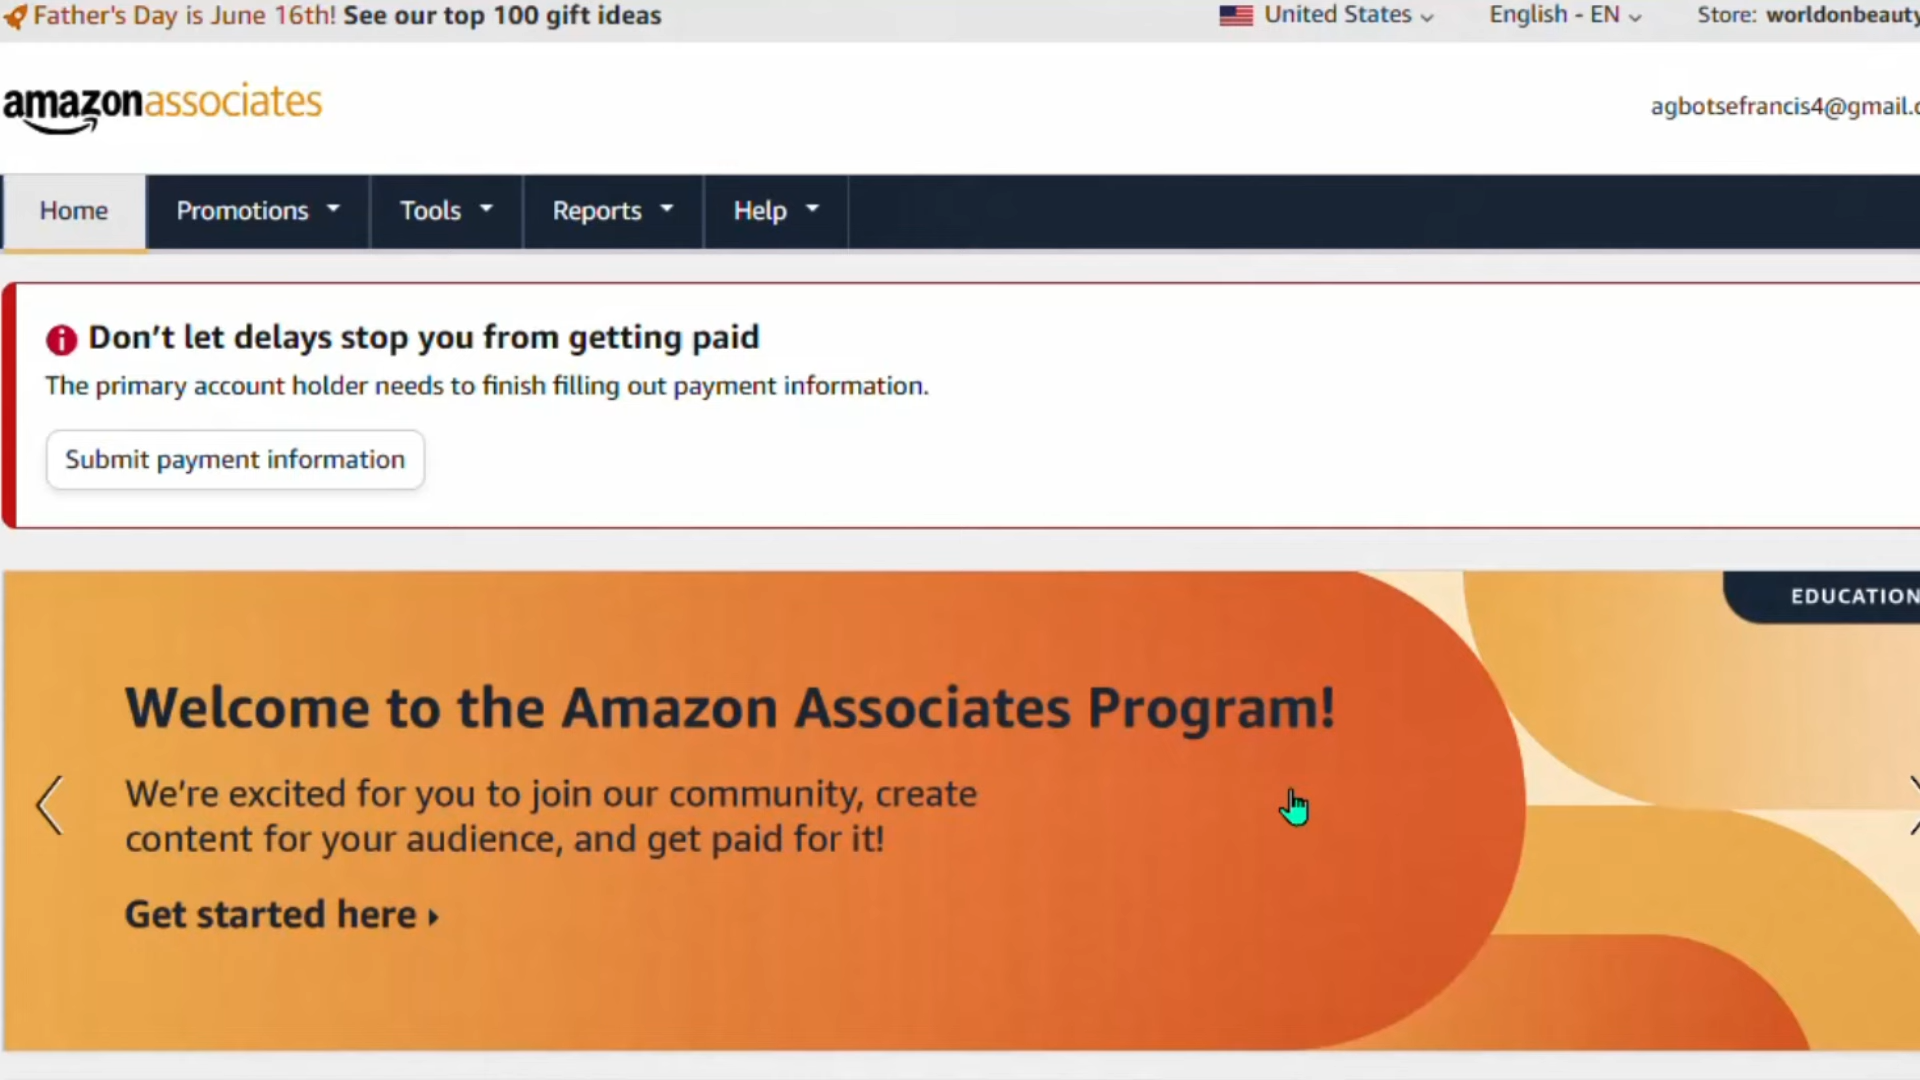 Father's Day is June 16th! See our top 100 gift ideas
United States
English - EN
Store: worldonbeauty
amazon associates
agbotsefrancis4@gmail.c
Home
Promotions
Tools
Reports
Help
Don't let delays stop you from getting paid
The primary account holder needs to finish filling out payment information.
Submit payment information
EDUCATION
Welcome to the Amazon Associates Program!
We're excited for you to join our community, create
content for your audience, and get paid for it!
Get started here